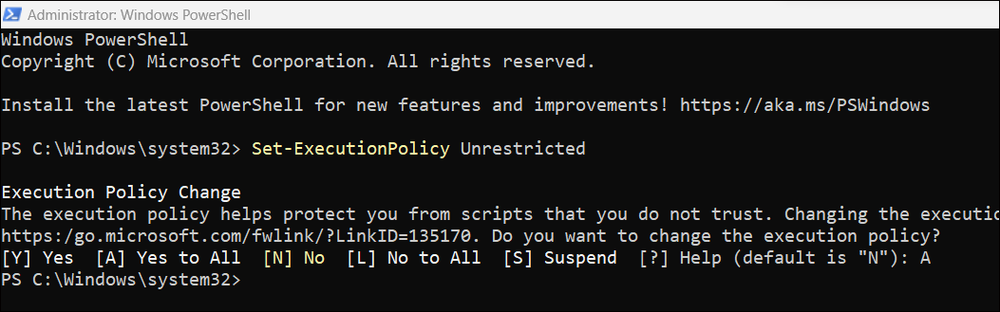 Administrator: Windows PowerShell
Windows PowerShell
Copyright (C) Microsoft Corporation. All rights reserved.
Install the latest PowerShell for new features and improvements! https://aka.ms/PSWindows
PS C:\Windows\system32> Set-ExecutionPolicy Unrestricted
Execution Policy Change
The execution policy helps protect you from scripts that you do not trust. Changing the
https:/go.microsoft.com/fwlink/?LinkID=135170. Do you want to change the execution policy?
[Y] Yes  [A] Yes to All  [N] No  [L] No to All  [S] Suspend  [?] Help (default is "N"): A
PS C:\Windows\system32>